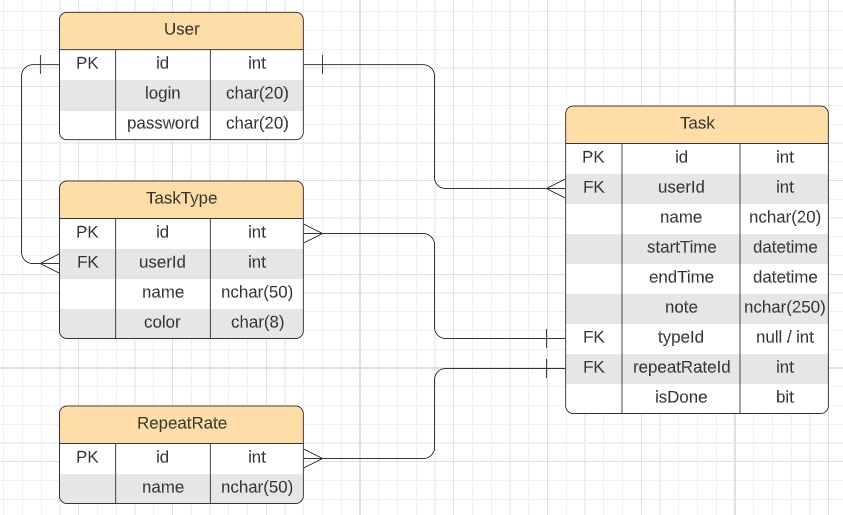 User
PK id int
login char(20)
password char(20)
TaskType
PK id int
FK userId int
name nchar(50)
color char(8)
RepeatRate
PK id int
name nchar(50)
Task
PK id int
FK userId int
name nchar(20)
startTime datetime
endTime datetime
note nchar(250)
FK typeId null / int
FK repeatRateId int
isDone bit